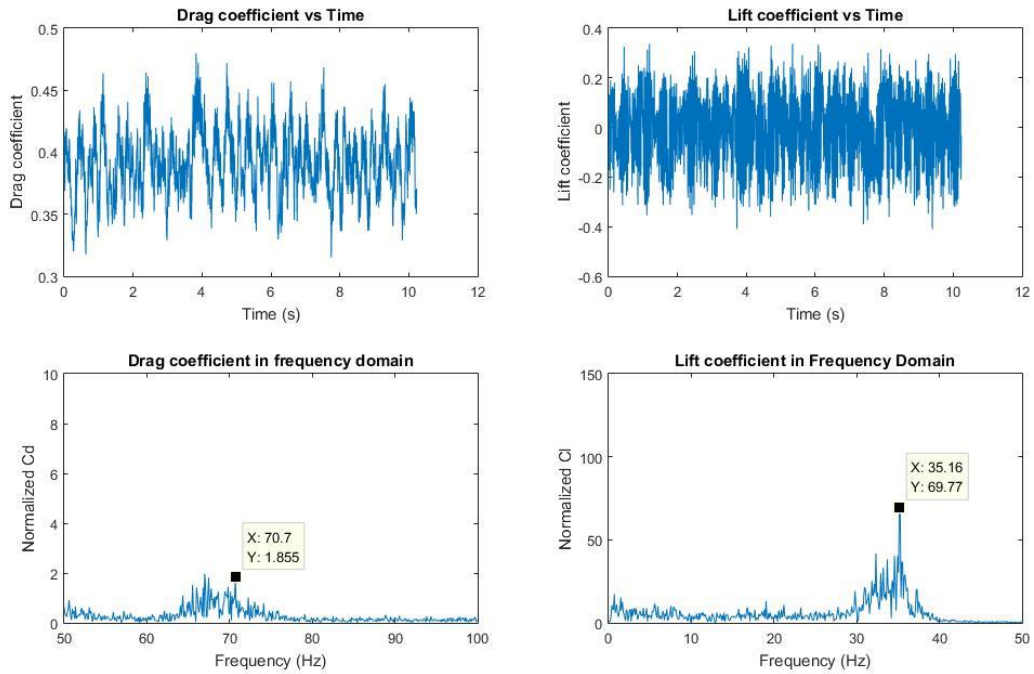 Drag coefficient vs Time
0.5
0.45
0.4
0.35
0.3
Drag coefficient
0 2 4 6 8 10 12
Time (s)
Lift coefficient vs Time
0.4
0.2
0
-0.2
-0.4
-0.6
Lift coefficient
0 2 4 6 8 10 12
Time (s)
Drag coefficient in frequency domain
10
8
6
4
2
0
Normalized Cd
X: 70.7
Y: 1.855
50 60 70 80 90 100
Frequency (Hz)
Lift coefficient in Frequency Domain
150
100
50
0
Normalized Cl
X: 35.16
Y: 69.77
0 10 20 30 40 50
Frequency (Hz)